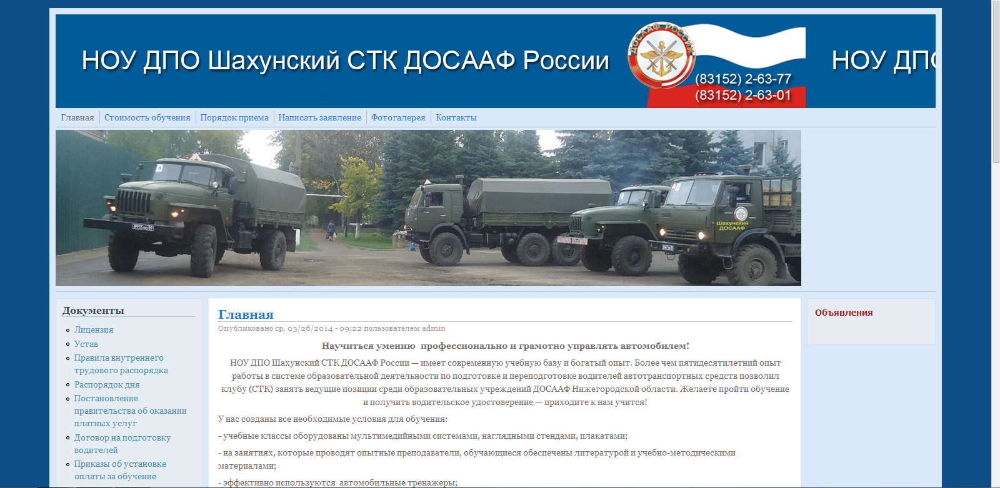 НОУ ДПО Шахунский СТК ДОСААФ России
ДОСААФ РОССИИ
(83152) 2-63-77
(83152) 2-63-01
НОУ ДПО
Главная
Стоимость обучения
Порядок приема
Написать заявление
Фотогалерея
Контакты
Шахунский
ДОСААФ
Документы
Лицензия
Устав
Правила внутреннего
трудового распорядка
Распорядок дня
Постановление
правительства об оказании
платных услуг
Договор на подготовку
водителей
Приказы об установке
оплаты за обучение
Главная
Опубликовано ср, 03/26/2014 - 09:22 пользователем admin
Научиться умению  профессионально и грамотно управлять автомобилем!
НОУ ДПО Шахунский СТК ДОСААФ России — имеет современную учебную базу и богатый опыт. Более чем пятидесятилетний опыт
работы в системе образовательной деятельности по подготовке и переподготовке водителей автотранспортных средств позволил
клубу (СТК) занять ведущие позиции среди образовательных учреждений ДОСААФ Нижегородской области. Желаете пройти обучение
и получить водительское удостоверение — приходите к нам учится!
У нас созданы все необходимые условия для обучения:
- учебные классы оборудованы мультимедийными системами, наглядными стендами, плакатами;
- на занятиях, которые проводят опытные преподаватели, обучающиеся обеспечены литературой и учебно-методическими
материалами;
- эффективно используются  автомобильные тренажеры;
Объявления